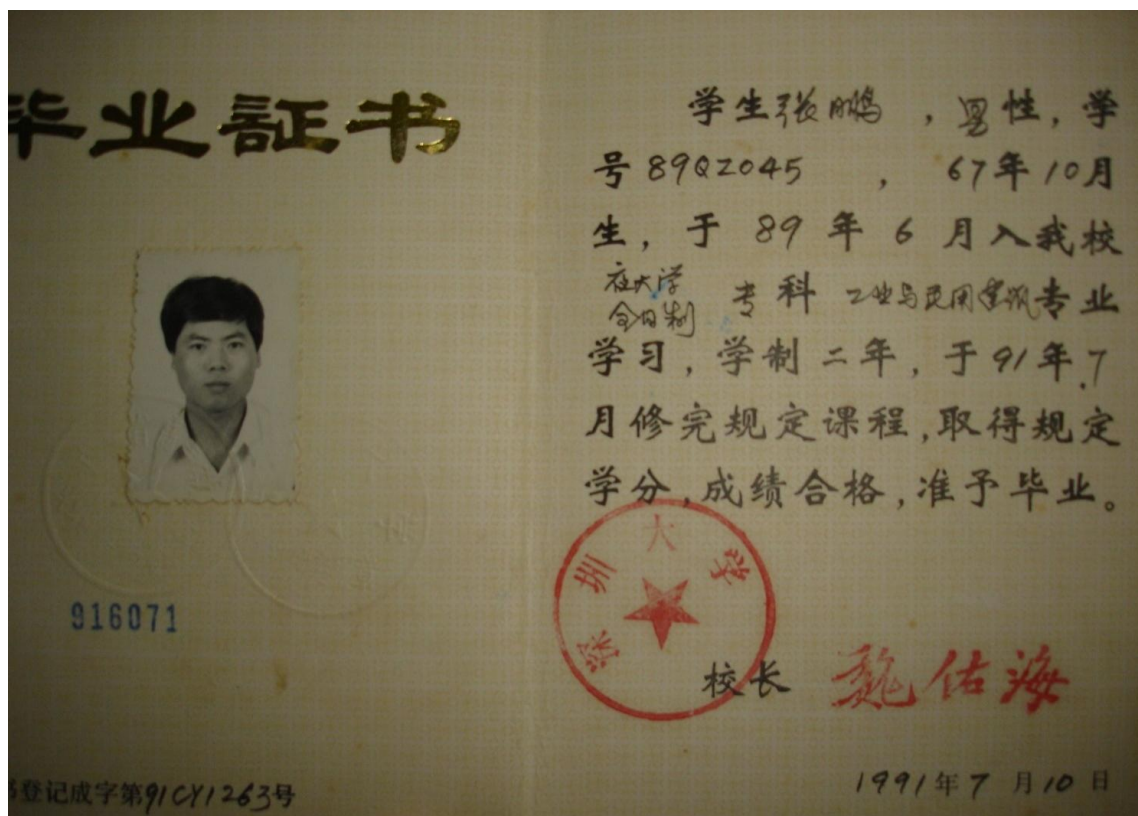 毕业証书
916071
书登记成字第91CY1263号
学生张鹏，男性，学
号89QZ045，67年10月
生，于89年6月入我校
夜大学
全日制
专科工业与民用建筑专业
学习，学制二年，于91年7
月修完规定课程，取得规定
学分，成绩合格，准予毕业。
深圳大学
校长 魏佑海
1991年7月10日